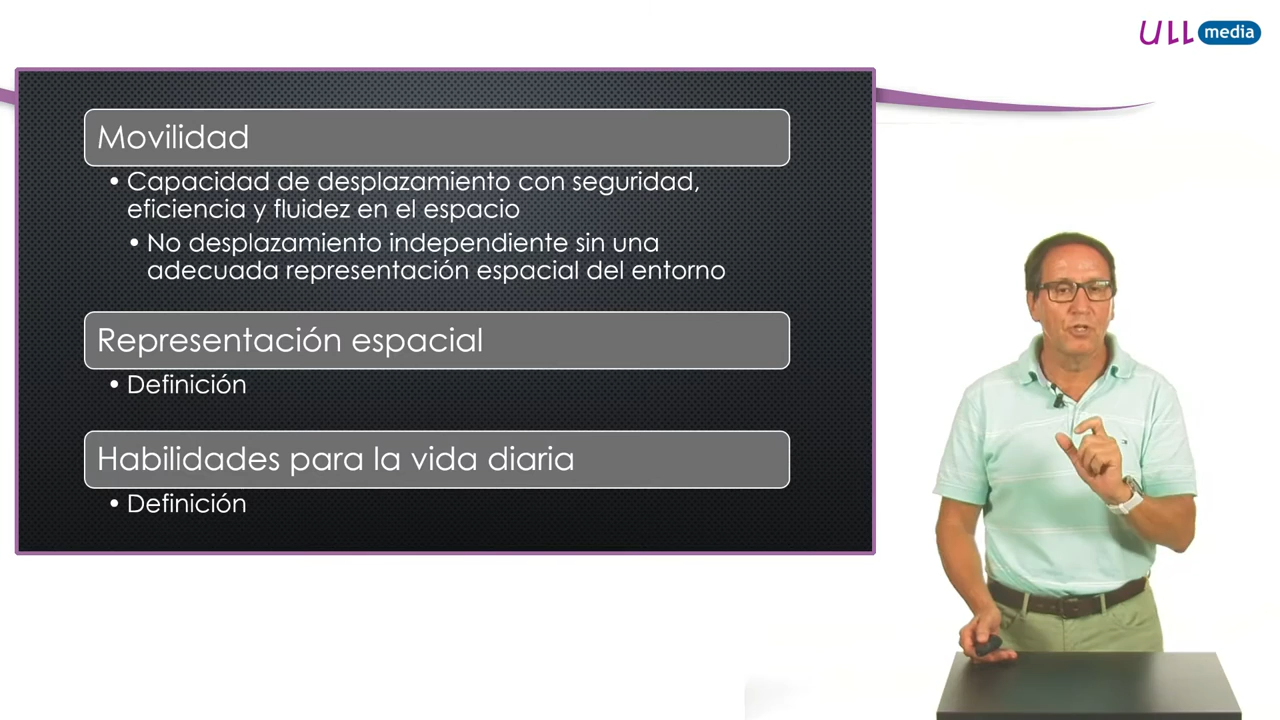 ULL media
Movilidad
• Capacidad de desplazamiento con seguridad,
eficiencia y fluidez en el espacio
• No desplazamiento independiente sin una
adecuada representación espacial del entorno
Representación espacial
• Definición
Habilidades para la vida diaria
• Definición